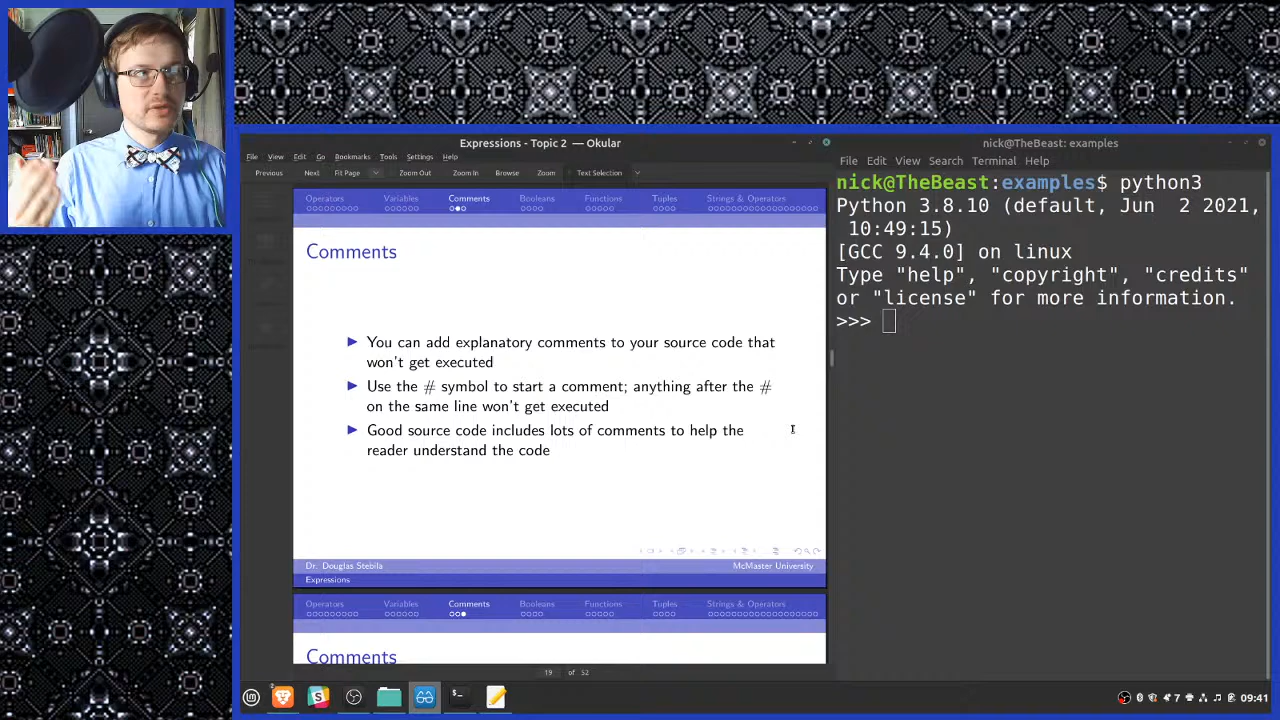 Expressions - Topic 2 — Okular
File Edit View Go Bookmarks Tools Settings Help
Previous Next Fit Page Zoom Out Zoom In Browse Zoom Text Selection
Operators Variables Comments Booleans Functions Tuples Strings & Operators
Comments
You can add explanatory comments to your source code that
won't get executed
Use the # symbol to start a comment; anything after the #
on the same line won't get executed
Good source code includes lots of comments to help the
reader understand the code
Dr. Douglas Stebila McMaster University
Expressions
Operators Variables Comments Booleans Functions Tuples Strings & Operators
Comments
19 of 52
nick@TheBeast: examples
File Edit View Search Terminal Help
nick@TheBeast:examples$ python3
Python 3.8.10 (default, Jun 2 2021,
10:49:15)
[GCC 9.4.0] on linux
Type "help", "copyright", "credits"
or "license" for more information.
>>>
7 09:41